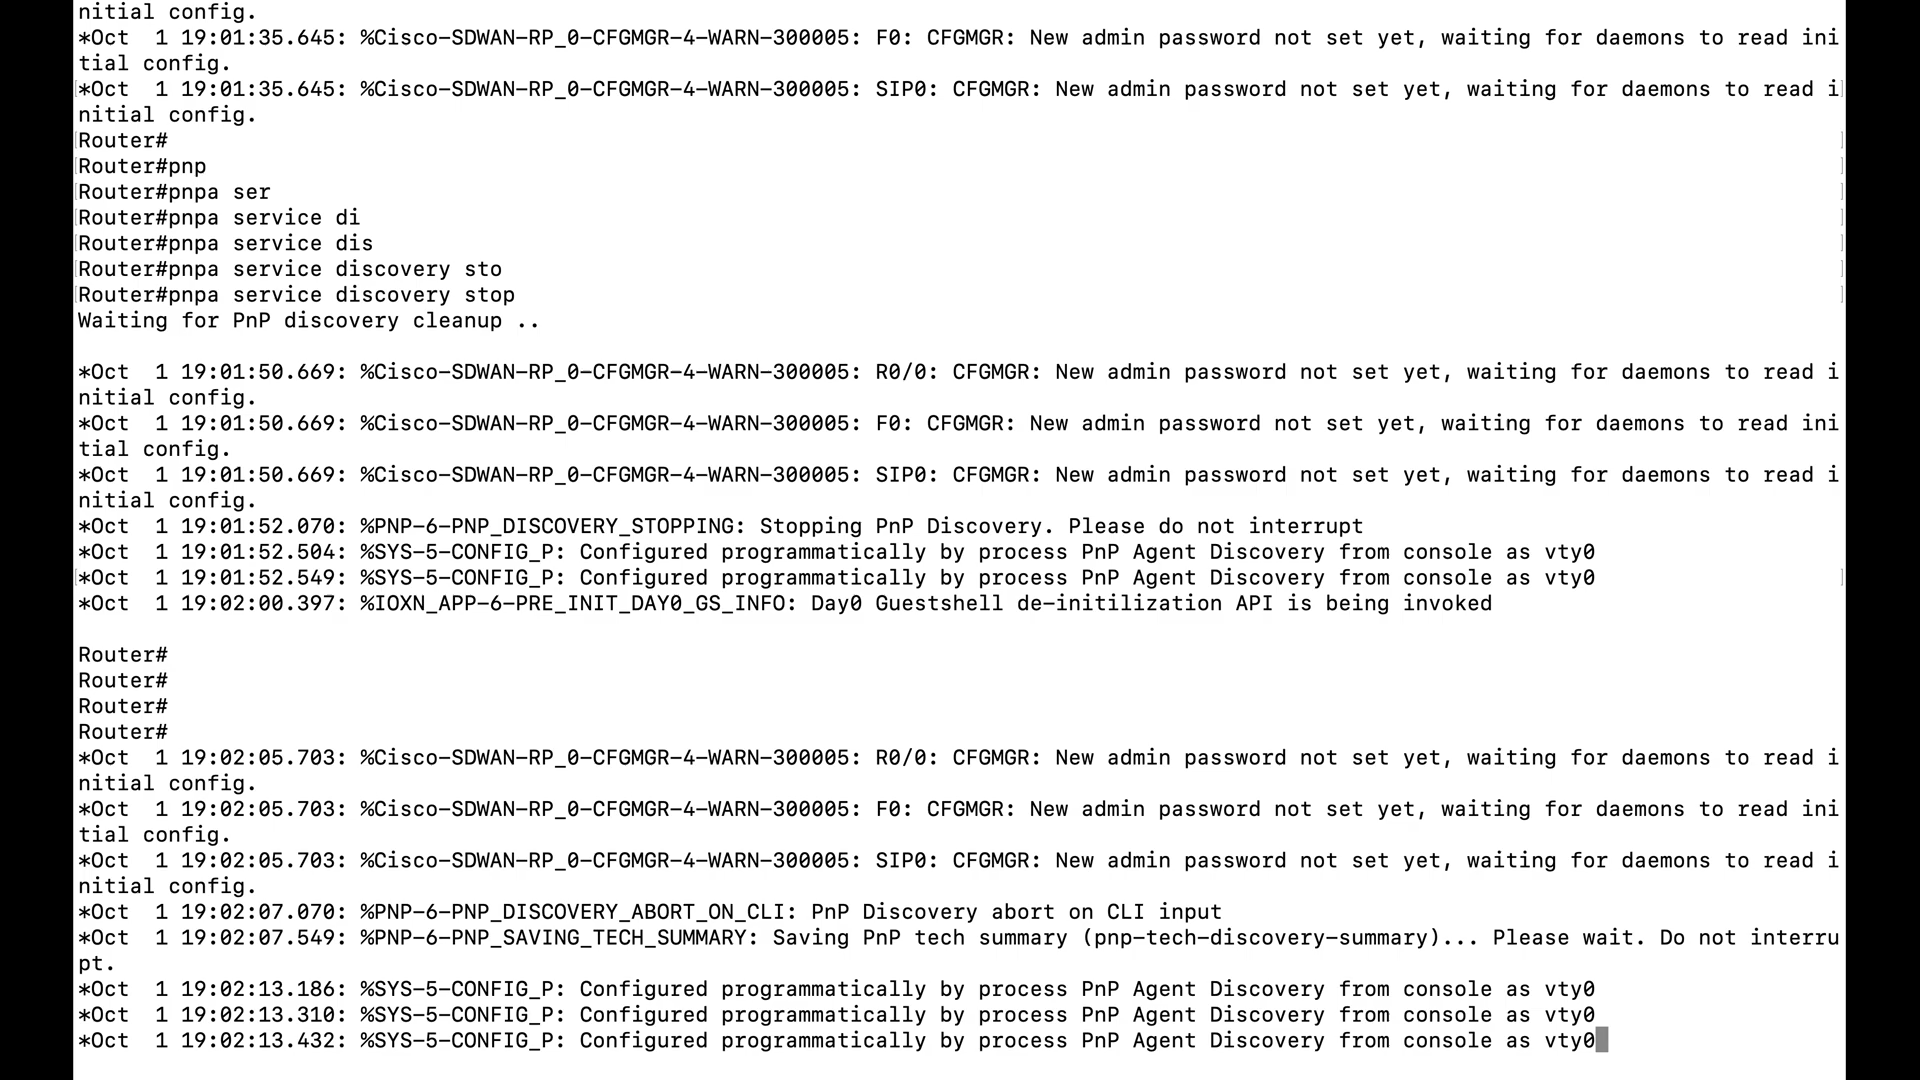 nitial config.
*Oct  1 19:01:35.645: %Cisco-SDWAN-RP_0-CFGMGR-4-WARN-300005: F0: CFGMGR: New admin password not set yet, waiting for daemons to read ini
tial config.
*Oct  1 19:01:35.645: %Cisco-SDWAN-RP_0-CFGMGR-4-WARN-300005: SIP0: CFGMGR: New admin password not set yet, waiting for daemons to read i
nitial config.
Router#
Router#pnp
Router#pnpa ser
Router#pnpa service di
Router#pnpa service dis
Router#pnpa service discovery sto
Router#pnpa service discovery stop
Waiting for PnP discovery cleanup ..
*Oct  1 19:01:50.669: %Cisco-SDWAN-RP_0-CFGMGR-4-WARN-300005: R0/0: CFGMGR: New admin password not set yet, waiting for daemons to read i
nitial config.
*Oct  1 19:01:50.669: %Cisco-SDWAN-RP_0-CFGMGR-4-WARN-300005: F0: CFGMGR: New admin password not set yet, waiting for daemons to read ini
tial config.
*Oct  1 19:01:50.669: %Cisco-SDWAN-RP_0-CFGMGR-4-WARN-300005: SIP0: CFGMGR: New admin password not set yet, waiting for daemons to read i
nitial config.
*Oct  1 19:01:52.070: %PNP-6-PNP_DISCOVERY_STOPPING: Stopping PnP Discovery. Please do not interrupt
*Oct  1 19:01:52.504: %SYS-5-CONFIG_P: Configured programmatically by process PnP Agent Discovery from console as vty0
*Oct  1 19:01:52.549: %SYS-5-CONFIG_P: Configured programmatically by process PnP Agent Discovery from console as vty0
*Oct  1 19:02:00.397: %IOXN_APP-6-PRE_INIT_DAY0_GS_INFO: Day0 Guestshell de-initilization API is being invoked
Router#
Router#
Router#
Router#
*Oct  1 19:02:05.703: %Cisco-SDWAN-RP_0-CFGMGR-4-WARN-300005: R0/0: CFGMGR: New admin password not set yet, waiting for daemons to read i
nitial config.
*Oct  1 19:02:05.703: %Cisco-SDWAN-RP_0-CFGMGR-4-WARN-300005: F0: CFGMGR: New admin password not set yet, waiting for daemons to read ini
tial config.
*Oct  1 19:02:05.703: %Cisco-SDWAN-RP_0-CFGMGR-4-WARN-300005: SIP0: CFGMGR: New admin password not set yet, waiting for daemons to read i
nitial config.
*Oct  1 19:02:07.070: %PNP-6-PNP_DISCOVERY_ABORT_ON_CLI: PnP Discovery abort on CLI input
*Oct  1 19:02:07.549: %PNP-6-PNP_SAVING_TECH_SUMMARY: Saving PnP tech summary (pnp-tech-discovery-summary)... Please wait. Do not interru
pt.
*Oct  1 19:02:13.186: %SYS-5-CONFIG_P: Configured programmatically by process PnP Agent Discovery from console as vty0
*Oct  1 19:02:13.310: %SYS-5-CONFIG_P: Configured programmatically by process PnP Agent Discovery from console as vty0
*Oct  1 19:02:13.432: %SYS-5-CONFIG_P: Configured programmatically by process PnP Agent Discovery from console as vty0